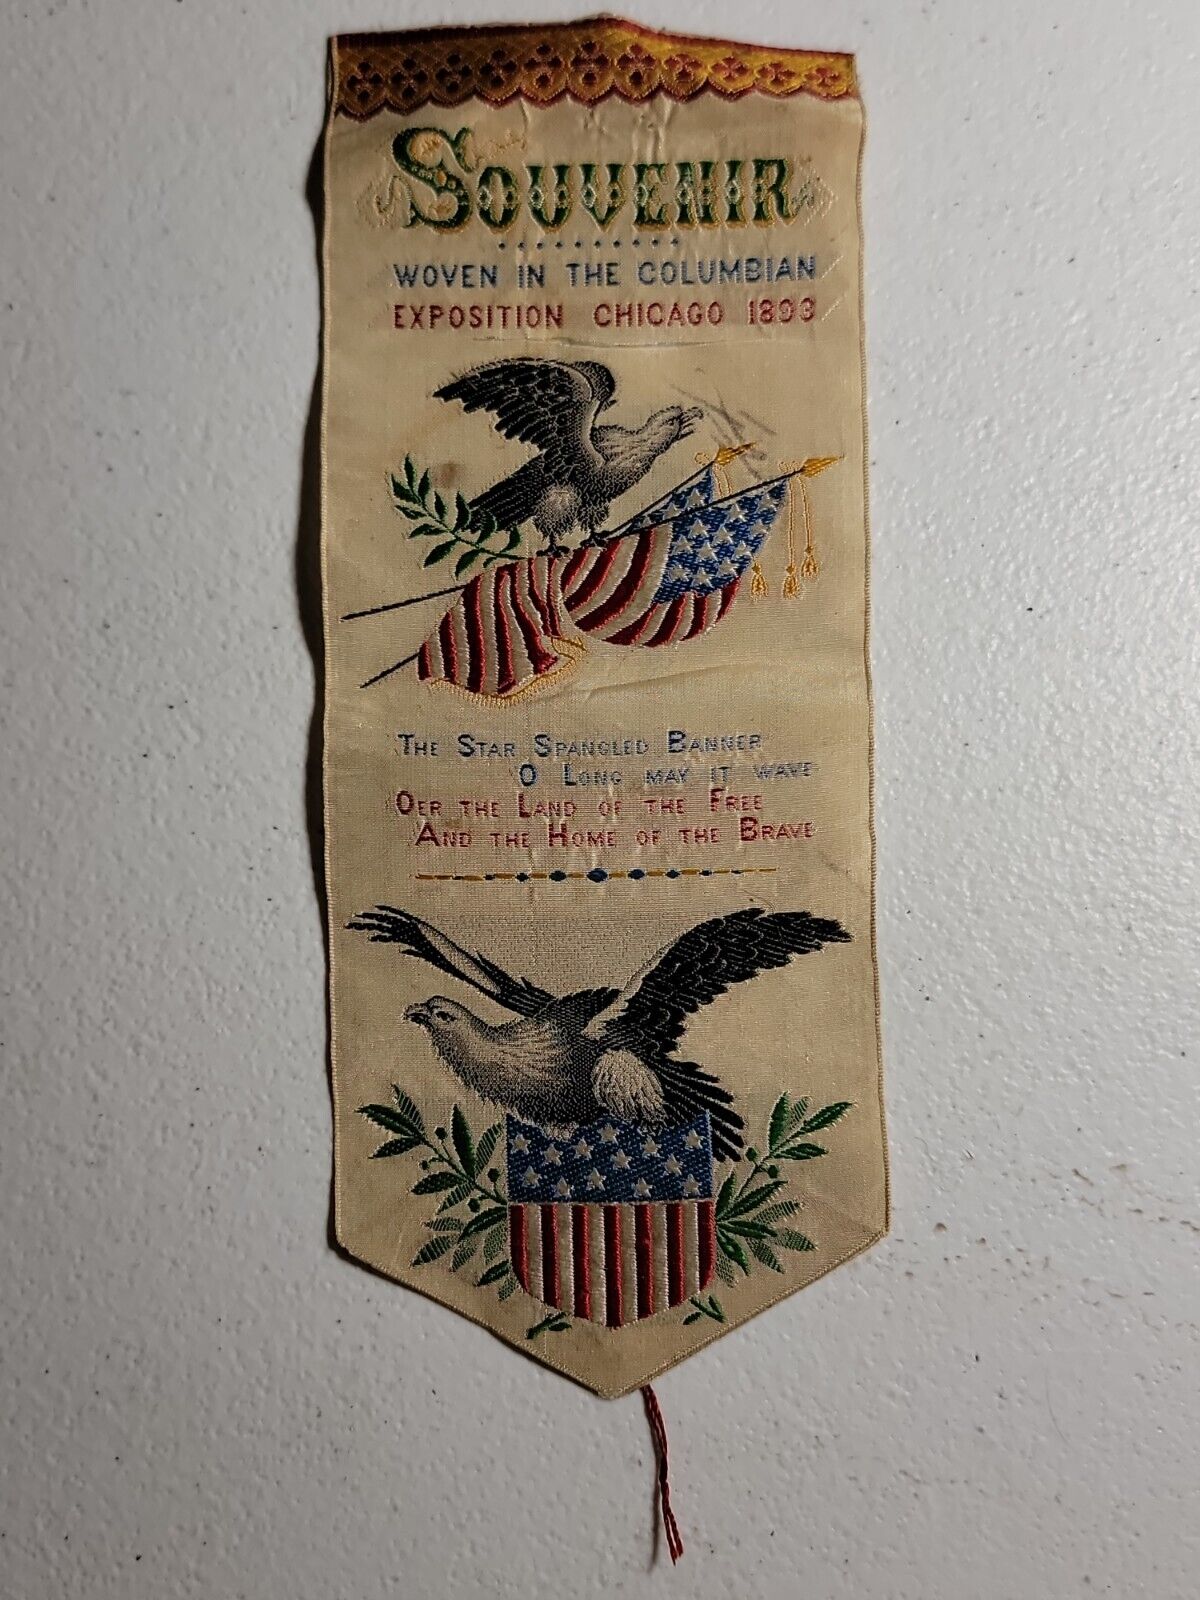 SOUVENIR
WOVEN IN THE COLUMBIAN
EXPOSITION CHICAGO 1893
THE STAR SPANGLED BANNER
O LONG MAY IT WAVE
OER THE LAND OF THE FREE
AND THE HOME OF THE BRAVE